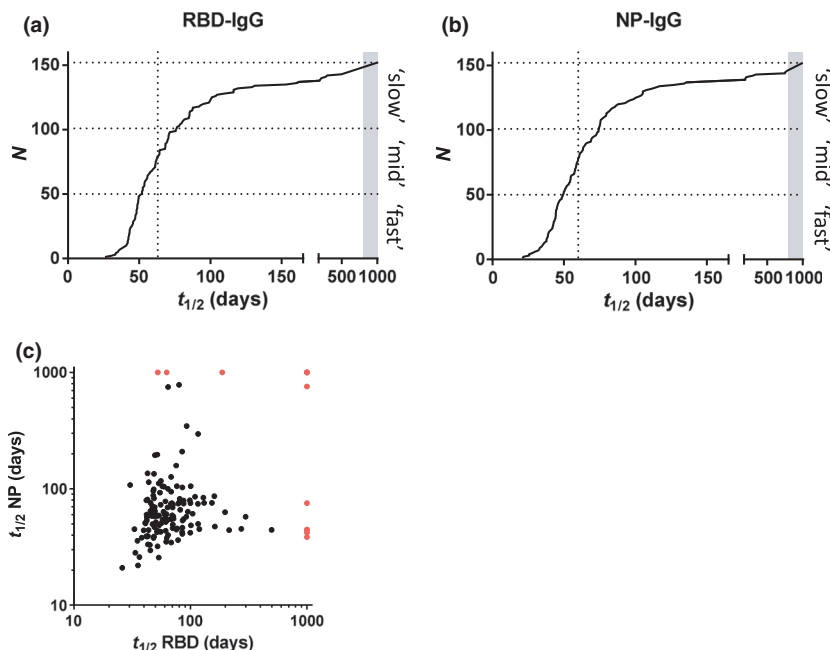 (a)
RBD-IgG
N
150
100
50
0
0 50 100 150 500 1000
t1/2 (days)
'slow'
'mid'
'fast'
(b)
NP-IgG
N
150
100
50
0
0 50 100 150 500 1000
t1/2 (days)
'slow'
'mid'
'fast'
(c)
t1/2 NP (days)
1000
100
10
10 100 1000
t1/2 RBD (days)